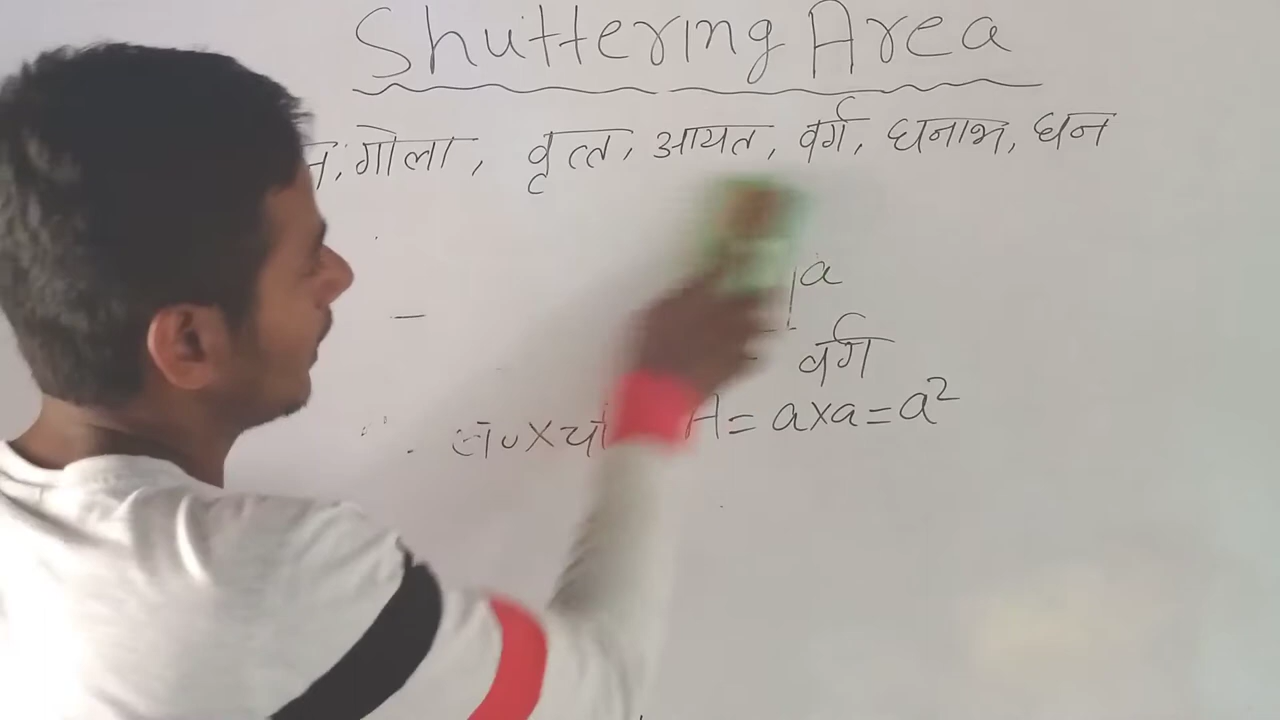 Shuttering Area
गोला, वृत्त, आयत, वर्ग, घनाभ, घन
a
वर्ग
A = a×a = a²